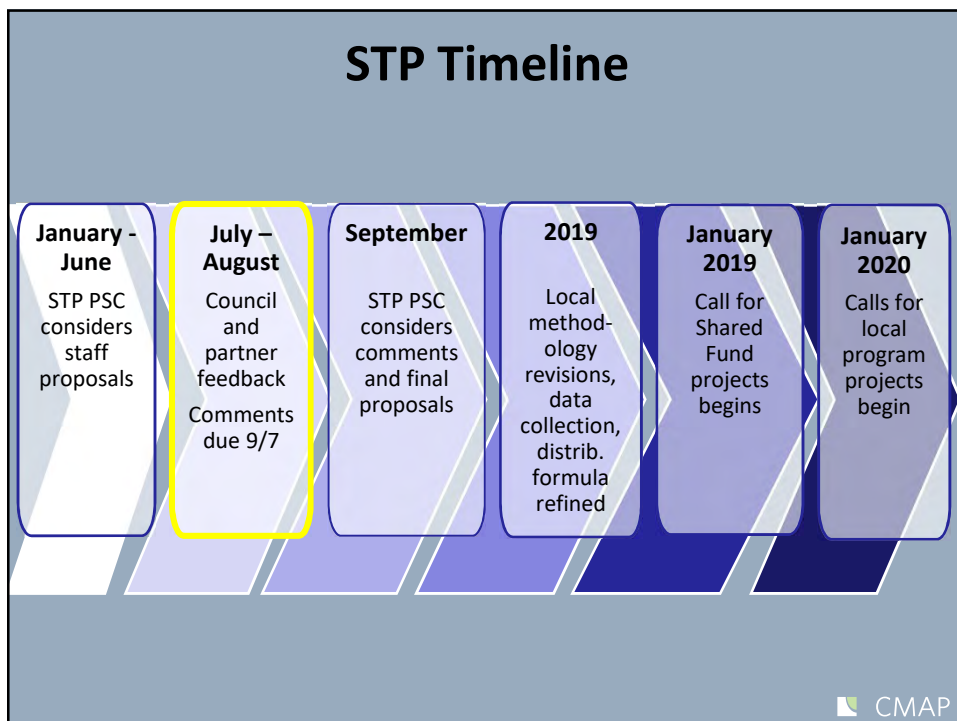 STP Timeline
January -
June
STP PSC
considers
staff
proposals
July –
August
Council
and
partner
feedback
Comments
due 9/7
September
STP PSC
considers
comments
and final
proposals
2019
Local
method-
ology
revisions,
data
collection,
distrib.
formula
refined
January
2019
Call for
Shared
Fund
projects
begins
January
2020
Calls for
local
program
projects
begin
CMAP